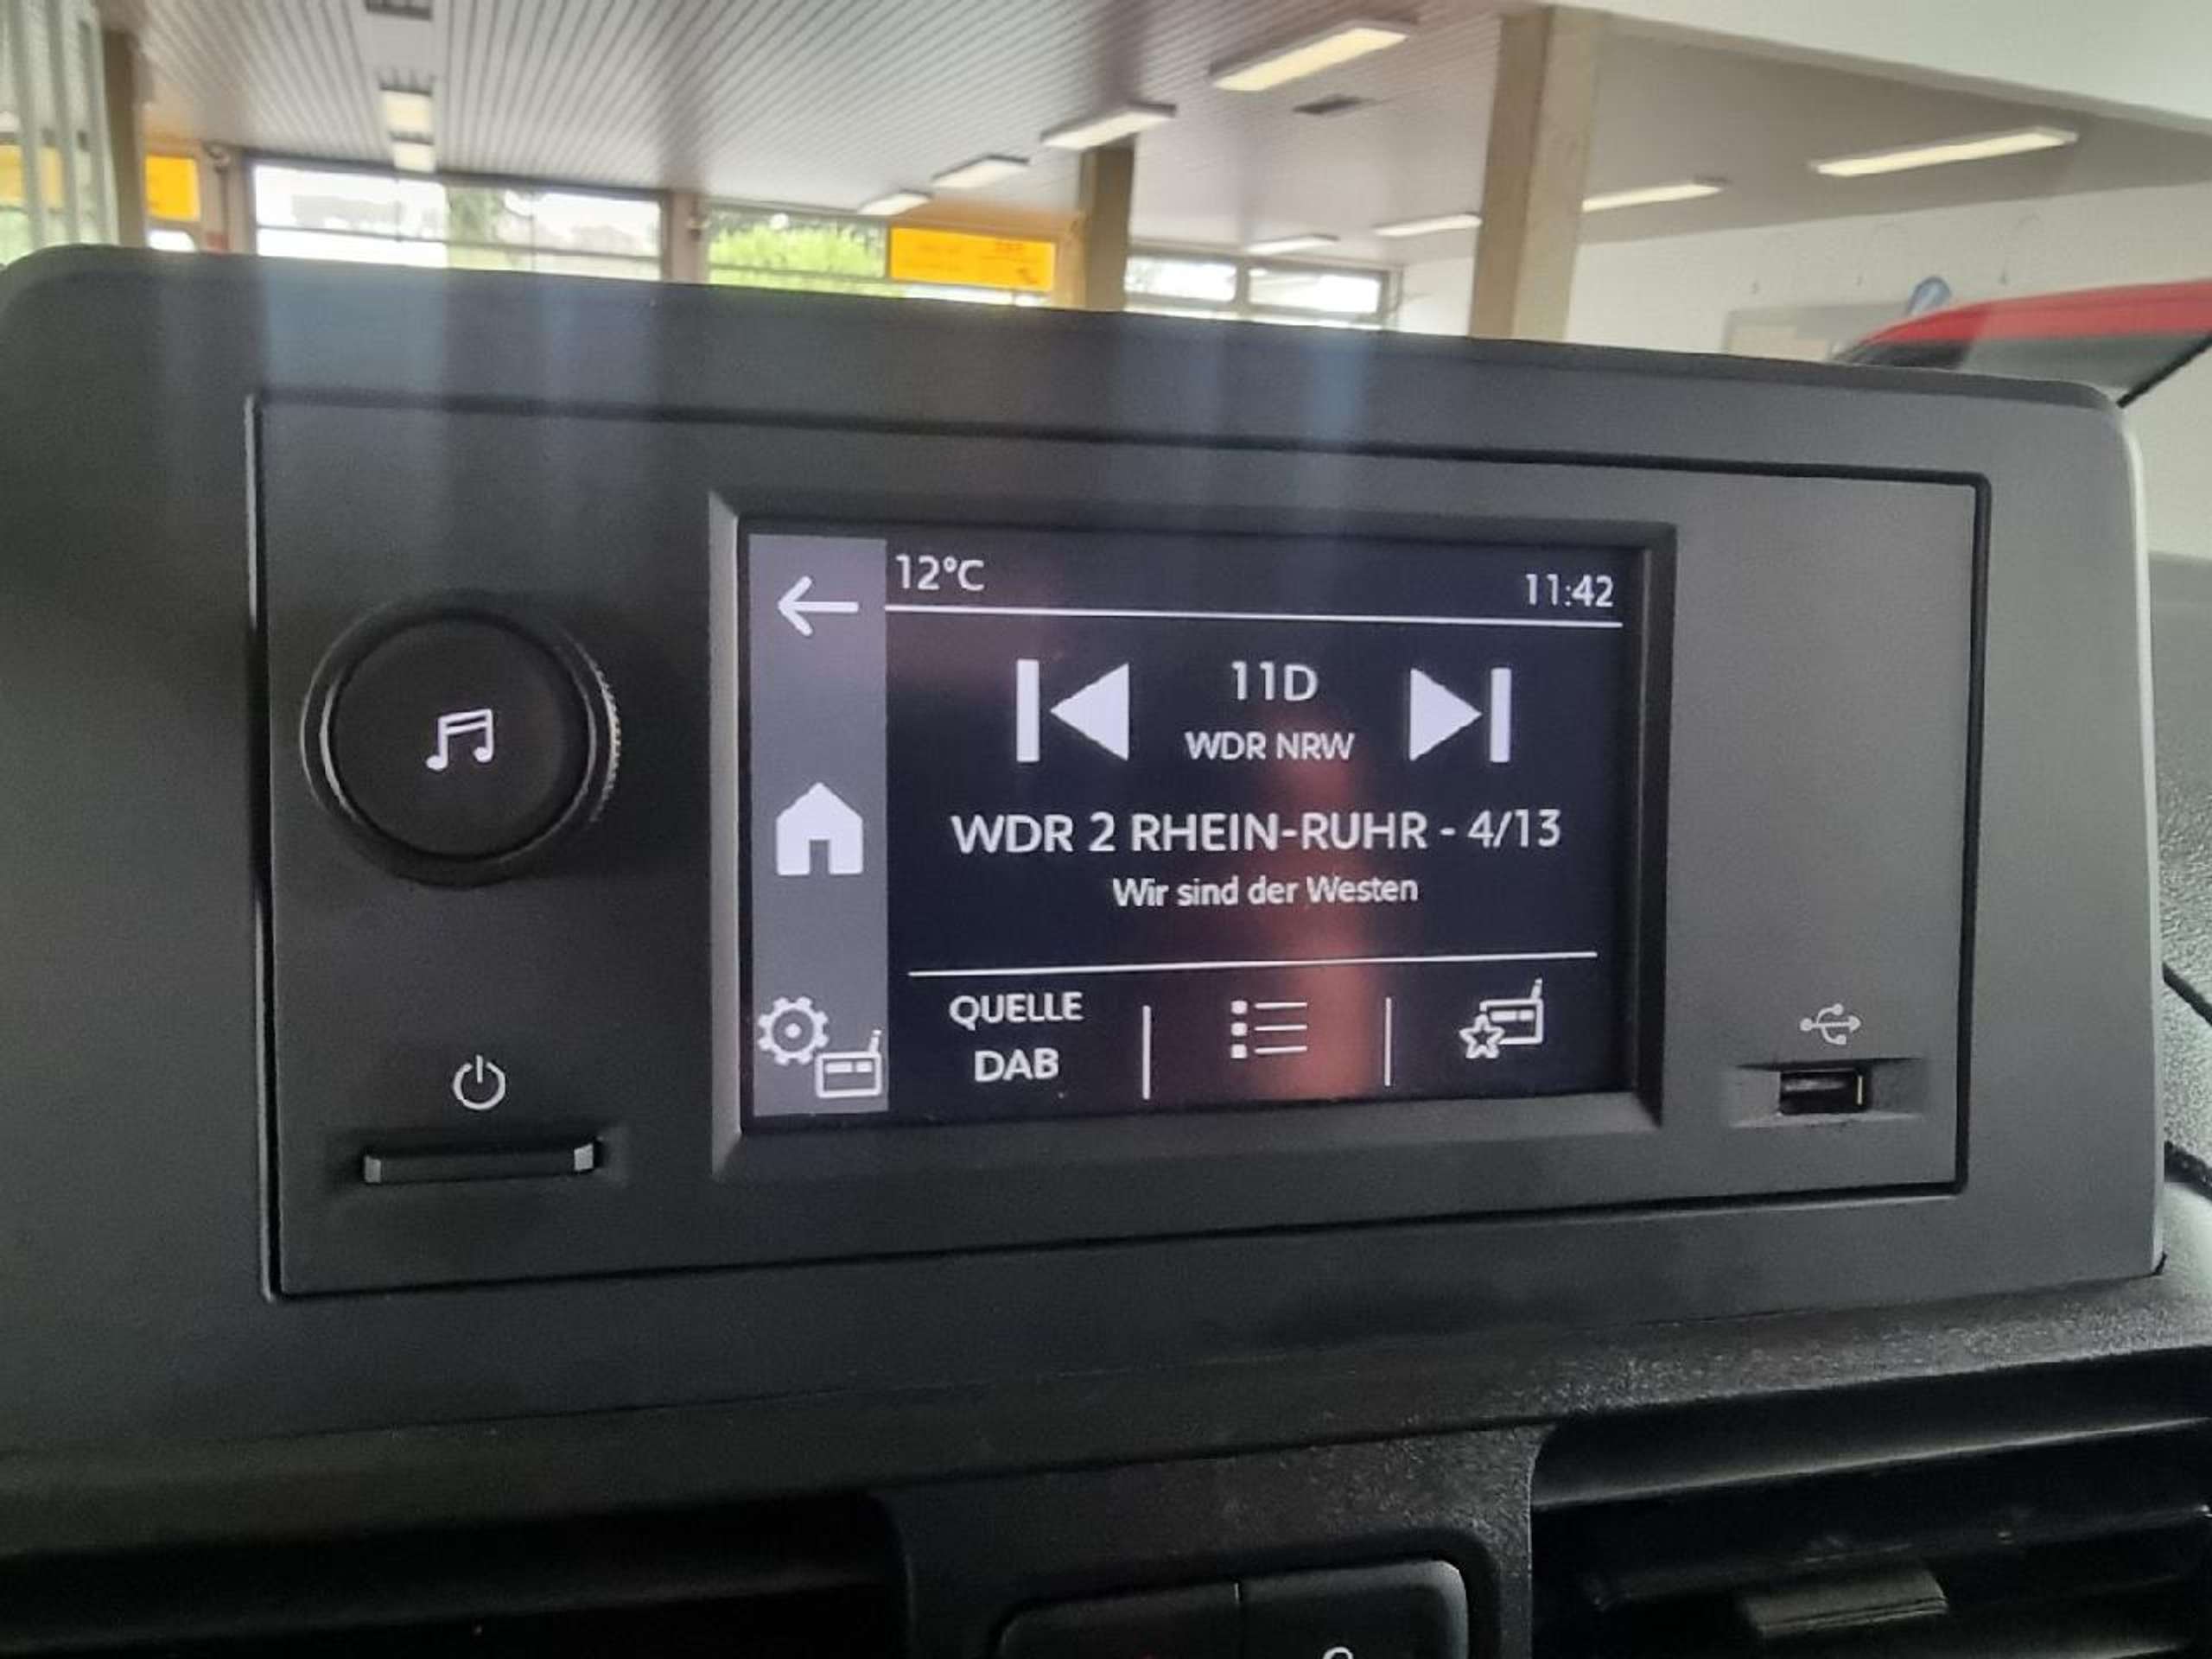 12°C
11:42
11D
WDR NRW
WDR 2 RHEIN-RUHR - 4/13
Wir sind der Westen
QUELLE
DAB